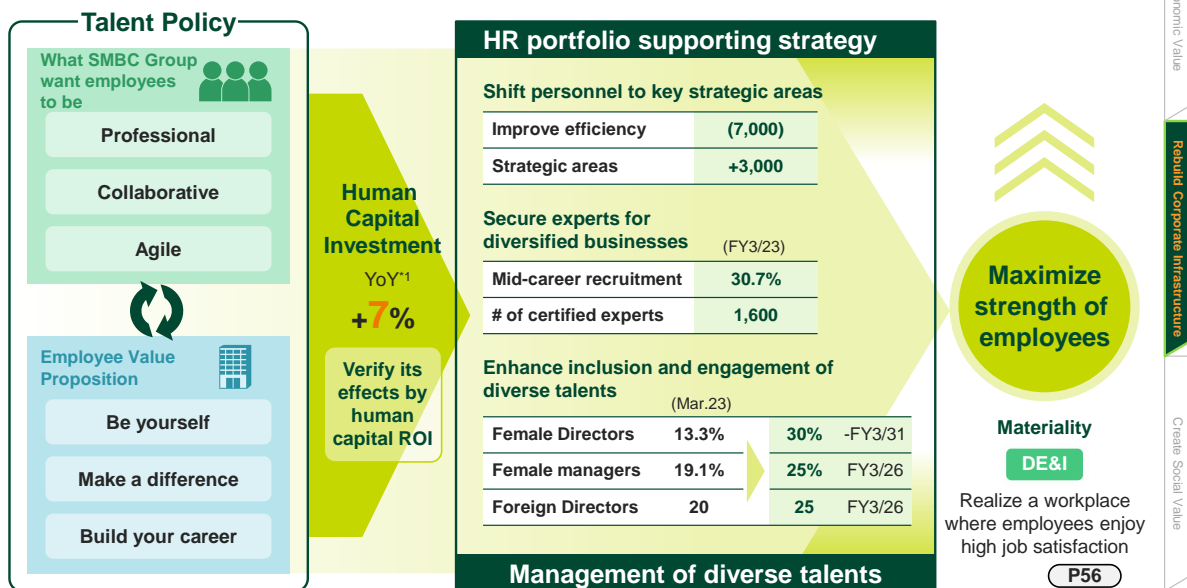 Talent Policy
What SMBC Group
want employees
to be
Professional
Collaborative
Agile
Employee Value
Proposition
Be yourself
Make a difference
Build your career
Human
Capital
Investment
YoY*1
+7%
Verify its
effects by
human
capital ROI
HR portfolio supporting strategy
Shift personnel to key strategic areas
Improve efficiency (7,000)
Strategic areas +3,000
Secure experts for
diversified businesses (FY3/23)
Mid-career recruitment 30.7%
# of certified experts 1,600
Enhance inclusion and engagement of
diverse talents
(Mar.23)
Female Directors 13.3% 30% -FY3/31
Female managers 19.1% 25% FY3/26
Foreign Directors 20 25 FY3/26
Management of diverse talents
Maximize
strength of
employees
Materiality
DE&I
Realize a workplace
where employees enjoy
high job satisfaction
P56
Value
Rebuild Corporate Infrastructure
Create Social Value